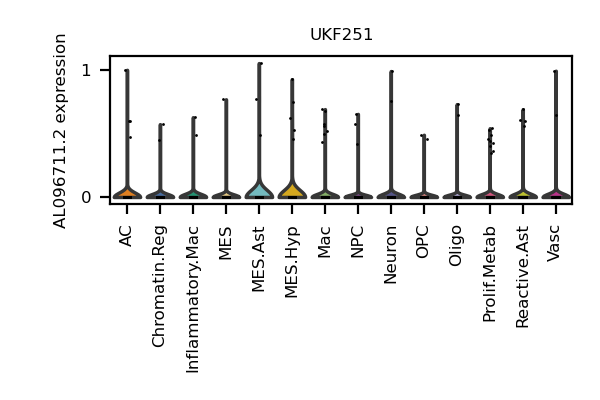 UKF251
AL096711.2 expression
1
0
AC
Chromatin.Reg
Inflammatory.Mac
MES
MES.Ast
MES.Hyp
Mac
NPC
Neuron
OPC
Oligo
Prolif.Metab
Reactive.Ast
Vasc